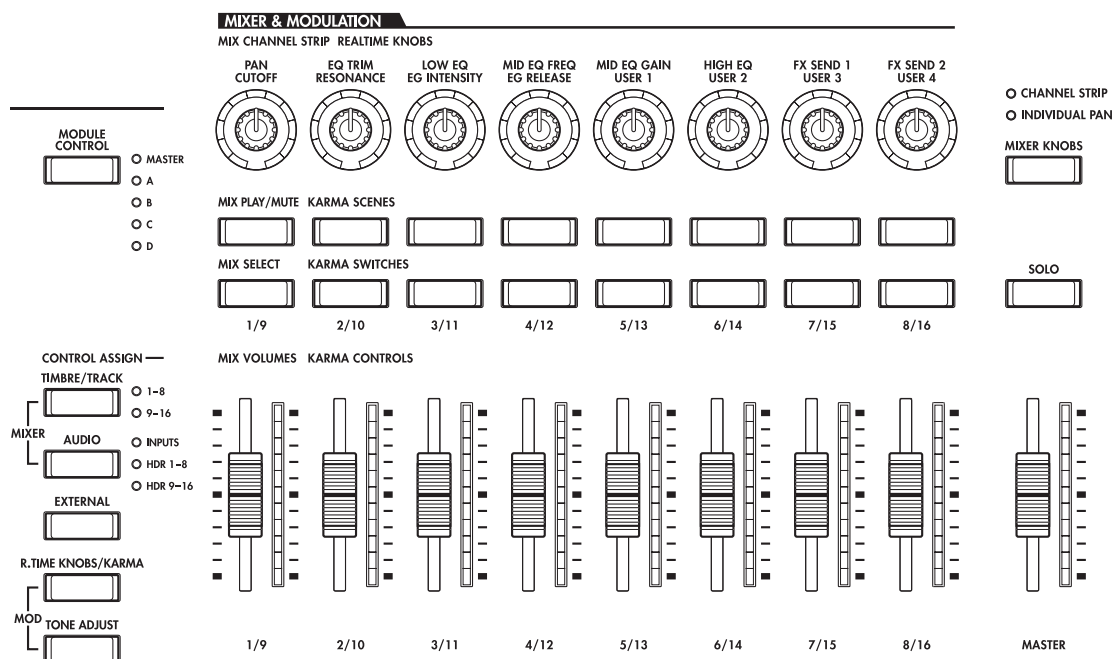 MIXER & MODULATION
MIX CHANNEL STRIP REALTIME KNOBS
PAN
CUTOFF
EQ TRIM
RESONANCE
LOW EQ
EG INTENSITY
MID EQ FREQ
EG RELEASE
MID EQ GAIN
USER 1
HIGH EQ
USER 2
FX SEND 1
USER 3
FX SEND 2
USER 4
CHANNEL STRIP
INDIVIDUAL PAN
MIXER KNOBS
MODULE
CONTROL
MASTER
A
B
C
D
MIX PLAY/MUTE KARMA SCENES
MIX SELECT KARMA SWITCHES
SOLO
1/9 2/10 3/11 4/12 5/13 6/14 7/15 8/16
CONTROL ASSIGN
MIX VOLUMES KARMA CONTROLS
TIMBRE/TRACK
1-8
9-16
MIXER
AUDIO
INPUTS
HDR 1-8
HDR 9-16
EXTERNAL
R.TIME KNOBS/KARMA
MOD
TONE ADJUST
1/9 2/10 3/11 4/12 5/13 6/14 7/15 8/16 MASTER